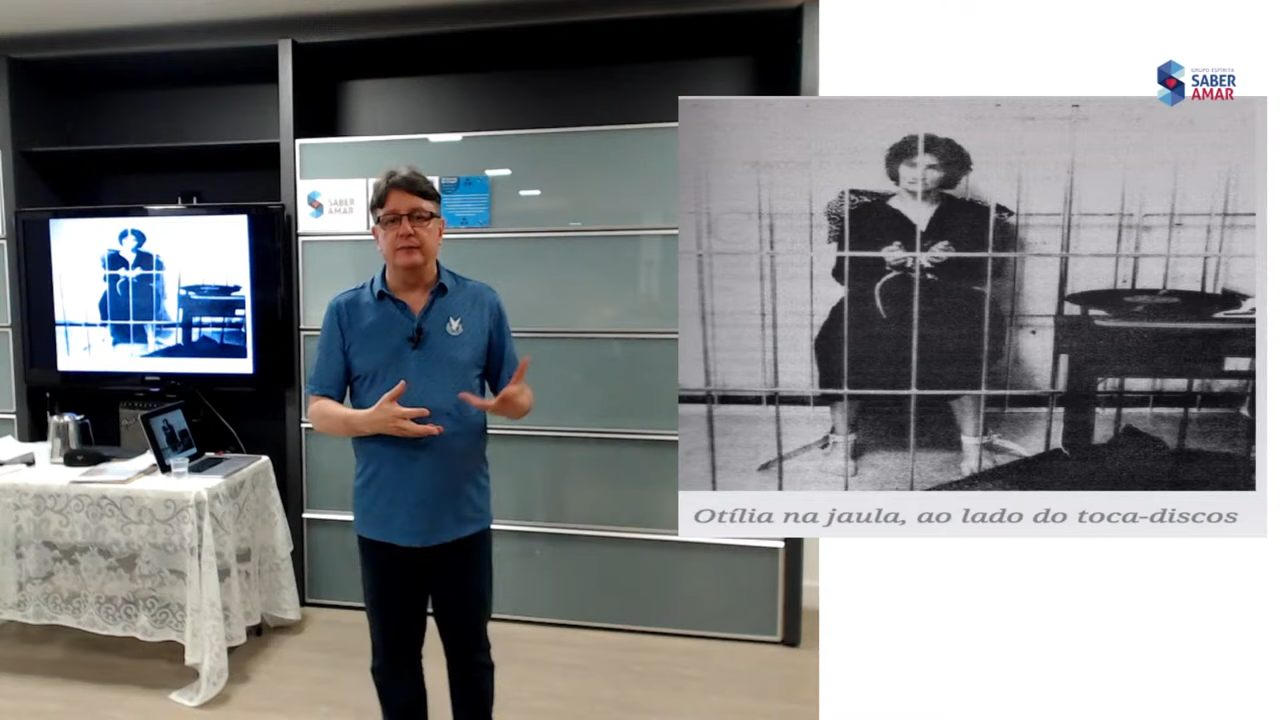 SABER
AMAR
GRUPO ESPÍRITA
SABER
AMAR
Otília na jaula, ao lado do toca-discos